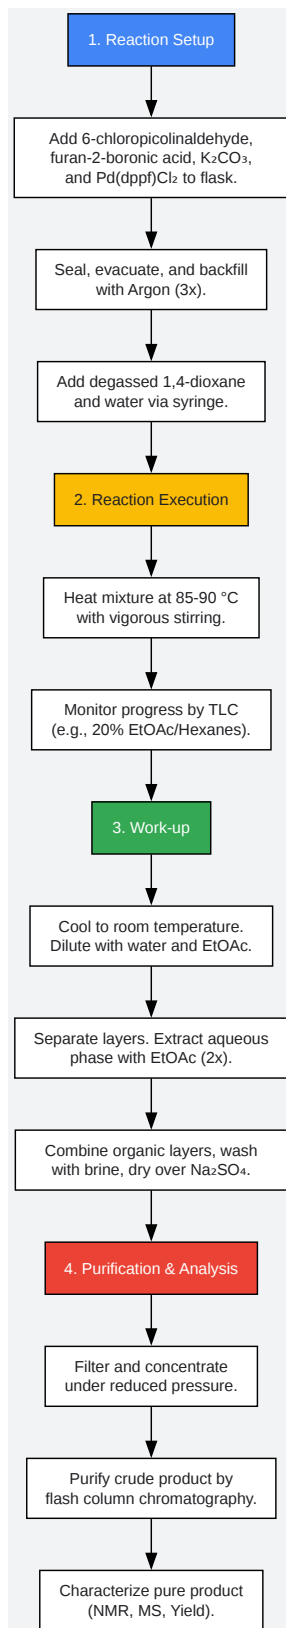 1. Reaction Setup
Add 6-chloropicolinaldehyde,
furan-2-boronic acid, K₂CO₃,
and Pd(dppf)Cl₂ to flask.
Seal, evacuate, and backfill
with Argon (3x).
Add degassed 1,4-dioxane
and water via syringe.
2. Reaction Execution
Heat mixture at 85-90 °C
with vigorous stirring.
Monitor progress by TLC
(e.g., 20% EtOAc/Hexanes).
3. Work-up
Cool to room temperature.
Dilute with water and EtOAc.
Separate layers. Extract aqueous
phase with EtOAc (2x).
Combine organic layers, wash
with brine, dry over Na₂SO₄.
4. Purification & Analysis
Filter and concentrate
under reduced pressure.
Purify crude product by
flash column chromatography.
Characterize pure product
(NMR, MS, Yield).